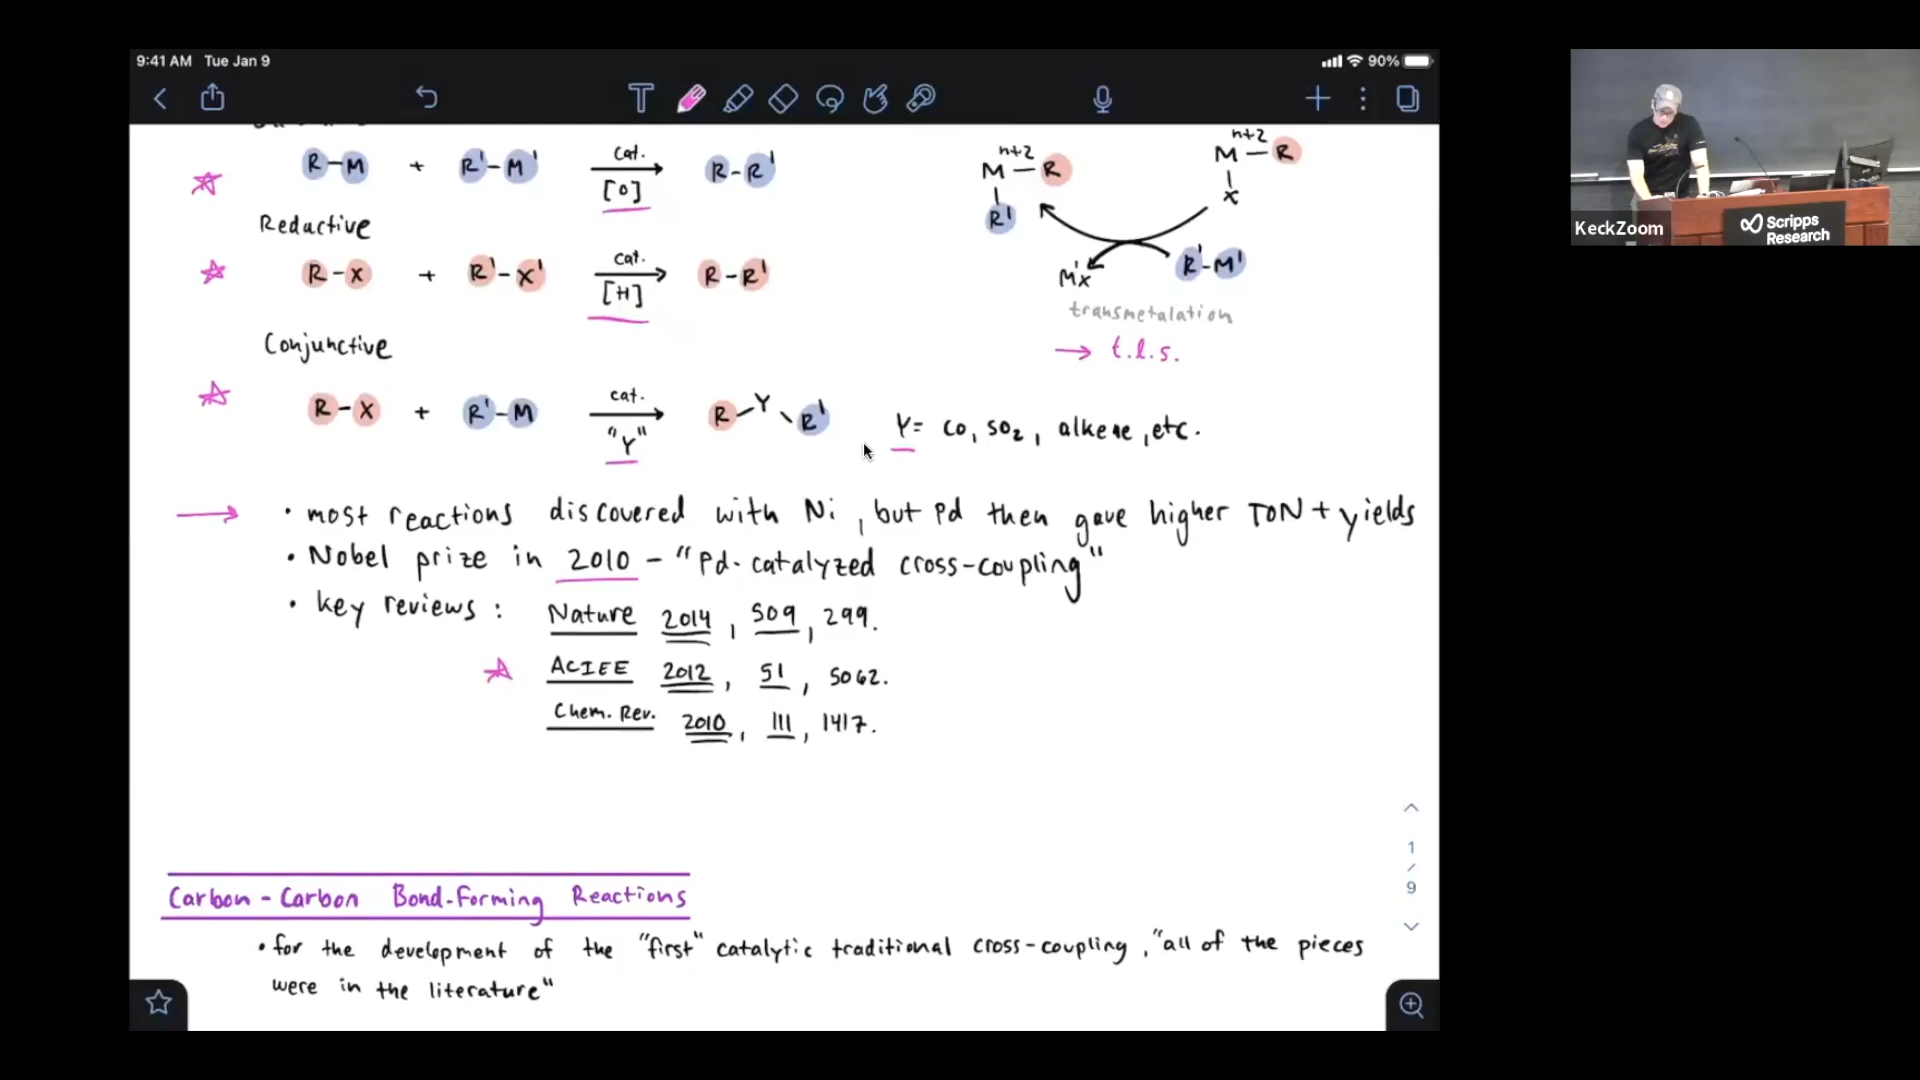 9:41 AM Tue Jan 9
90%
R-M + R'-M' cat. [O] R-R'
Reductive
R-X + R'-X' cat. [H] R-R'
Conjunctive
R-X + R'-M cat. "Y" R Y R' Y= CO, SO2, alkene, etc.
n+2
M-R
R'
n+2
M-R
X
R'-M'
M'X
transmetalation
→ t.l.s.
→ • most reactions discovered with Ni, but Pd then gave higher TON + yields
• Nobel prize in 2010 - "Pd-catalyzed cross-coupling"
• key reviews: Nature 2014, 509, 299.
ACIEE 2012, 51, 5062.
Chem. Rev. 2010, 111, 1417.
Carbon-Carbon Bond-Forming Reactions
• for the development of the "first" catalytic traditional cross-coupling, "all of the pieces
were in the literature"
1
/
9
KeckZoom
Scripps
Research